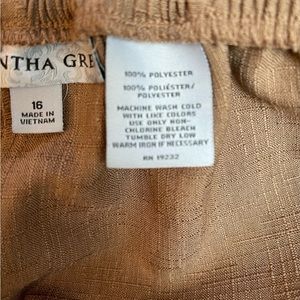 NTHA GRE
16
MADE IN
VIETNAM
100% POLYESTER
100% POLIÉSTER/
POLYESTER
MACHINE WASH COLD
WITH LIKE COLORS
USE ONLY NON-
CHLORINE BLEACH
TUMBLE DRY LOW
WARM IRON IF NECESSARY
RN 19232